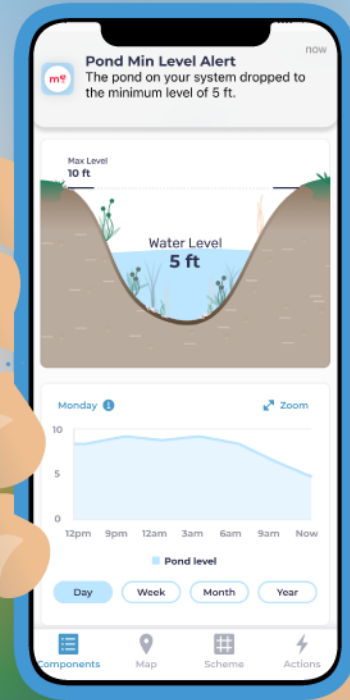 now
Pond Min Level Alert
me
The pond on your system dropped to
the minimum level of 5 ft.
Max Level
10 ft
Water Level
5 ft
Monday
Zoom
10
5
0
12pm 9pm 12am 3am 6am 9am Now
Pond level
Day Week Month Year
Components Map Scheme Actions